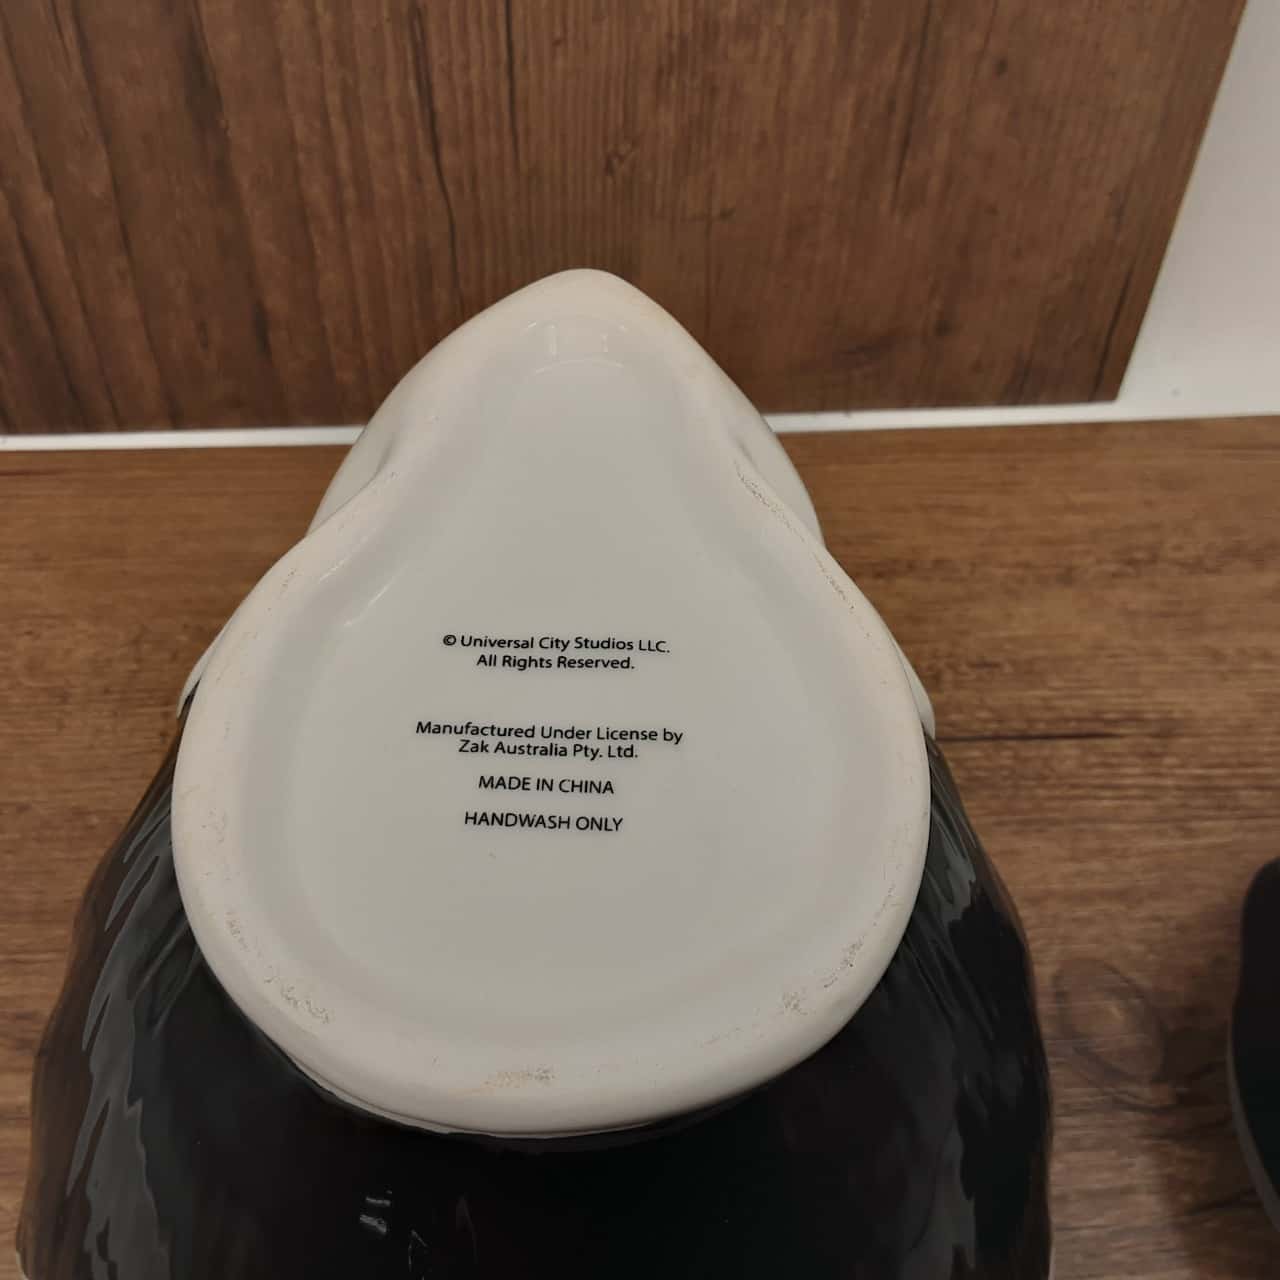 © Universal City Studios LLC.
All Rights Reserved.
Manufactured Under License by
Zak Australia Pty. Ltd.
MADE IN CHINA
HANDWASH ONLY